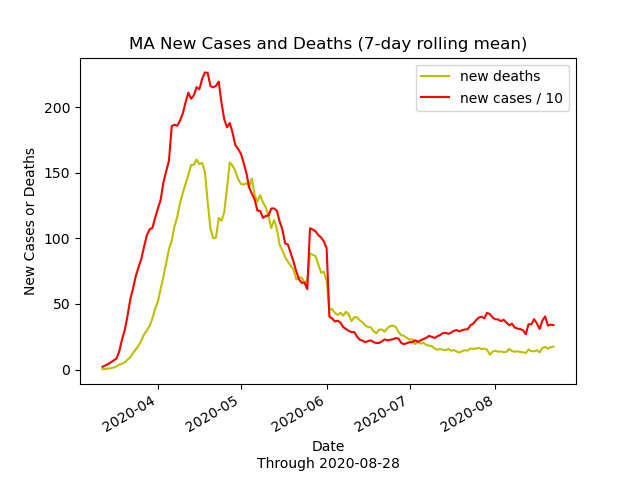 MA New Cases and Deaths (7-day rolling mean)
new deaths
new cases / 10
New Cases or Deaths
200
150
100
50
0
2020-04
2020-05
2020-06
2020-07
2020-08
Date
Through 2020-08-28